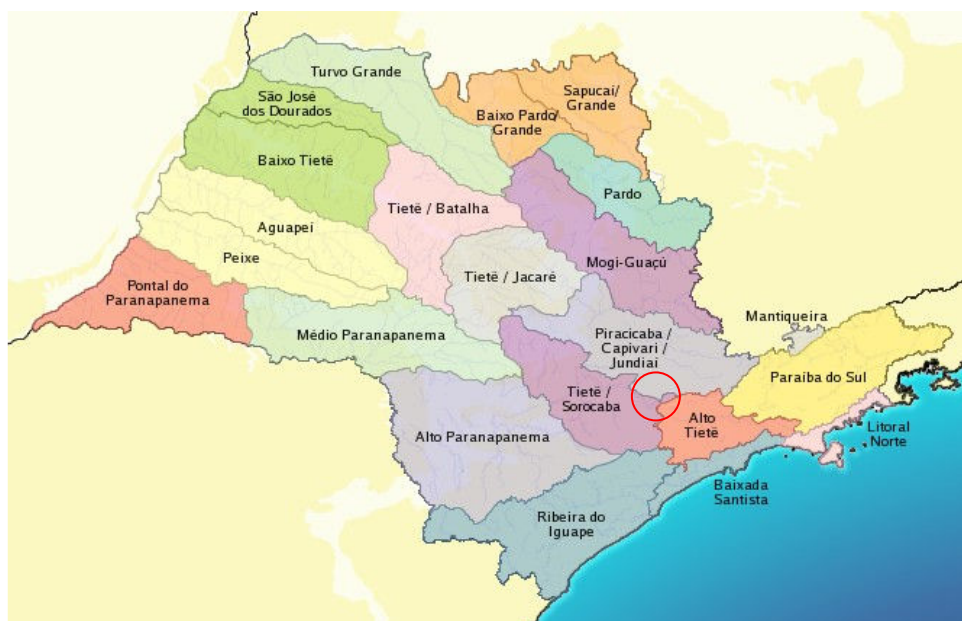 Turvo Grande
Sapucaí/
Grande
São José
dos Dourados
Baixo Pardo/
Grande
Baixo Tietê
Pardo
Tietê / Batalha
Aguapeí
Peixe
Mogi-Guaçú
Tietê / Jacaré
Pontal do
Paranapanema
Mantiqueira
Médio Paranapanema
Piracicaba /
Capivari /
Jundiaí
Paraíba do Sul
Tietê /
Sorocaba
Alto
Tietê
Litoral
Norte
Alto Paranapanema
Baixada
Santista
Ribeira do
Iguape